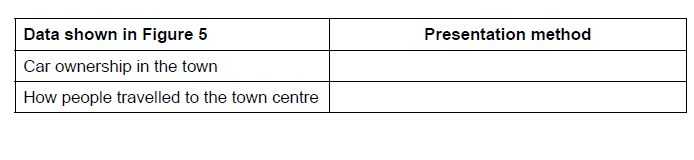 Data shown in Figure 5 Presentation method
Car ownership in the town
How people travelled to the town centre